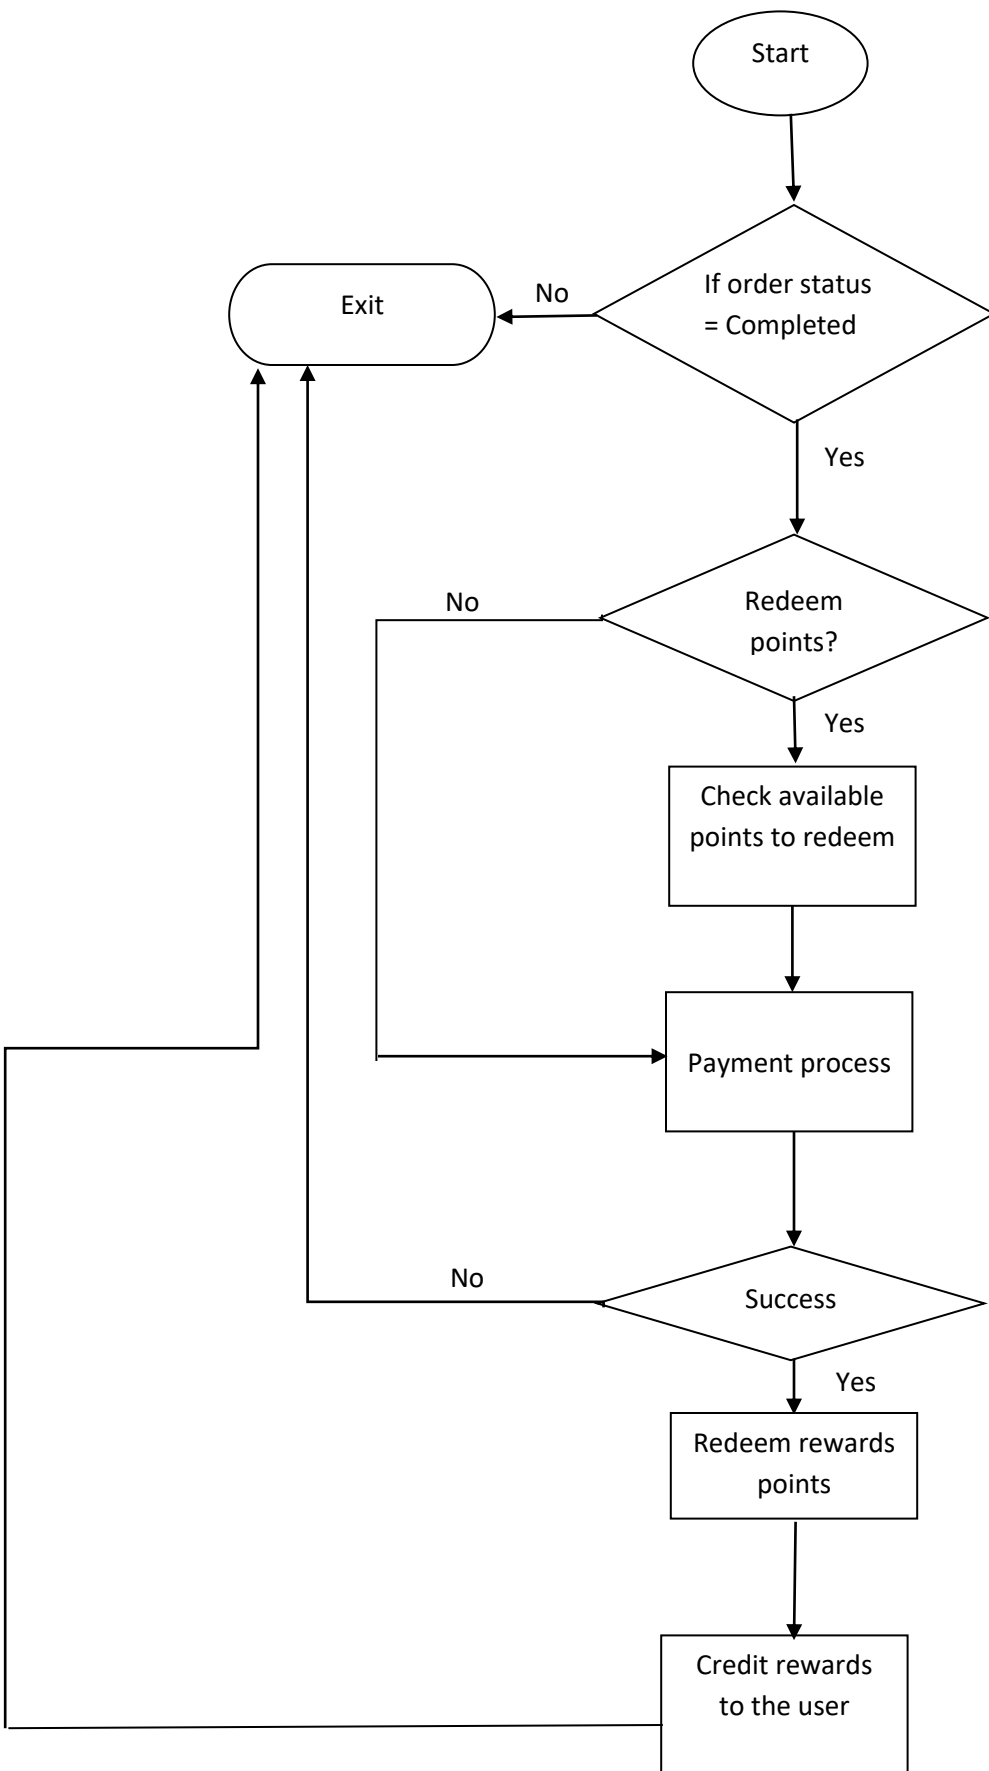 Start
If order status
= Completed
No
Exit
Yes
Redeem
points?
No
Yes
Check available
points to redeem
Payment process
Success
No
Yes
Redeem rewards
points
Credit rewards
to the user